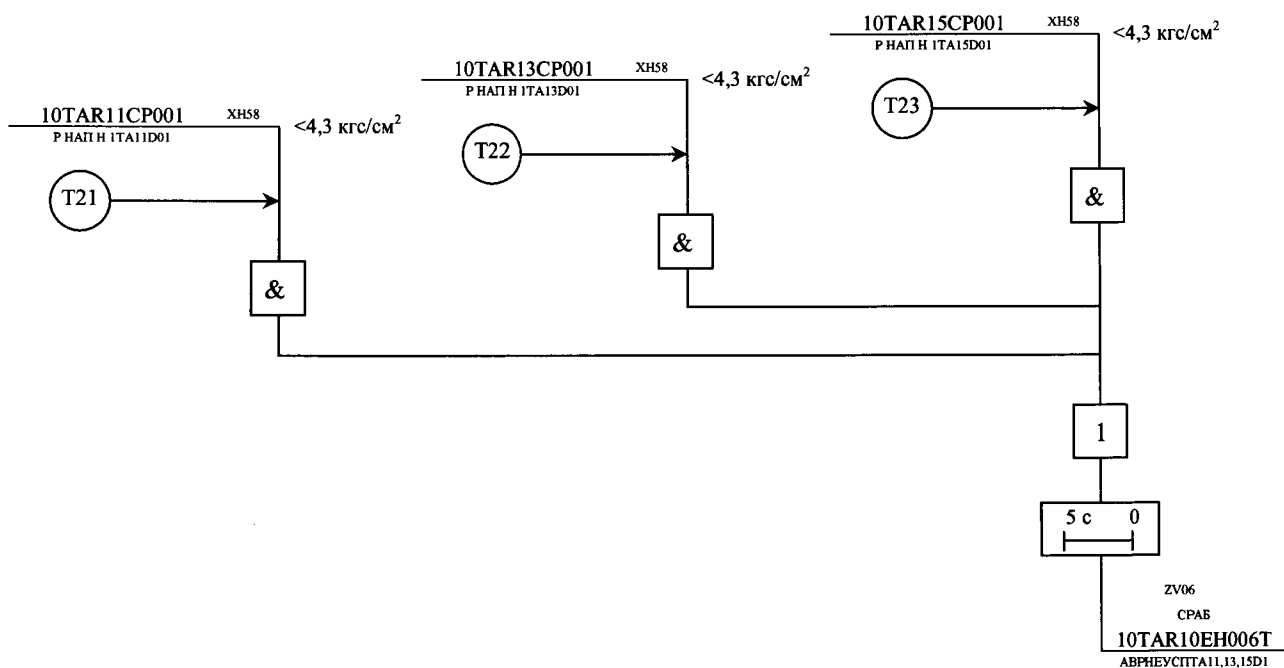 10TAR15CP001 XH58 <4,3 кгс/см²
Р НАП Н 1TA15D01
10TAR13CP001 XH58 <4,3 кгс/см²
Р НАП Н 1TA13D01
T23
10TAR11CP001 XH58 <4,3 кгс/см²
Р НАП Н 1TA11D01
T22
T21
&
&
&
1
5 с 0
ZV06
СРАБ
10TAR10EH006T
АВРНЕУСПТА11,13,15D1